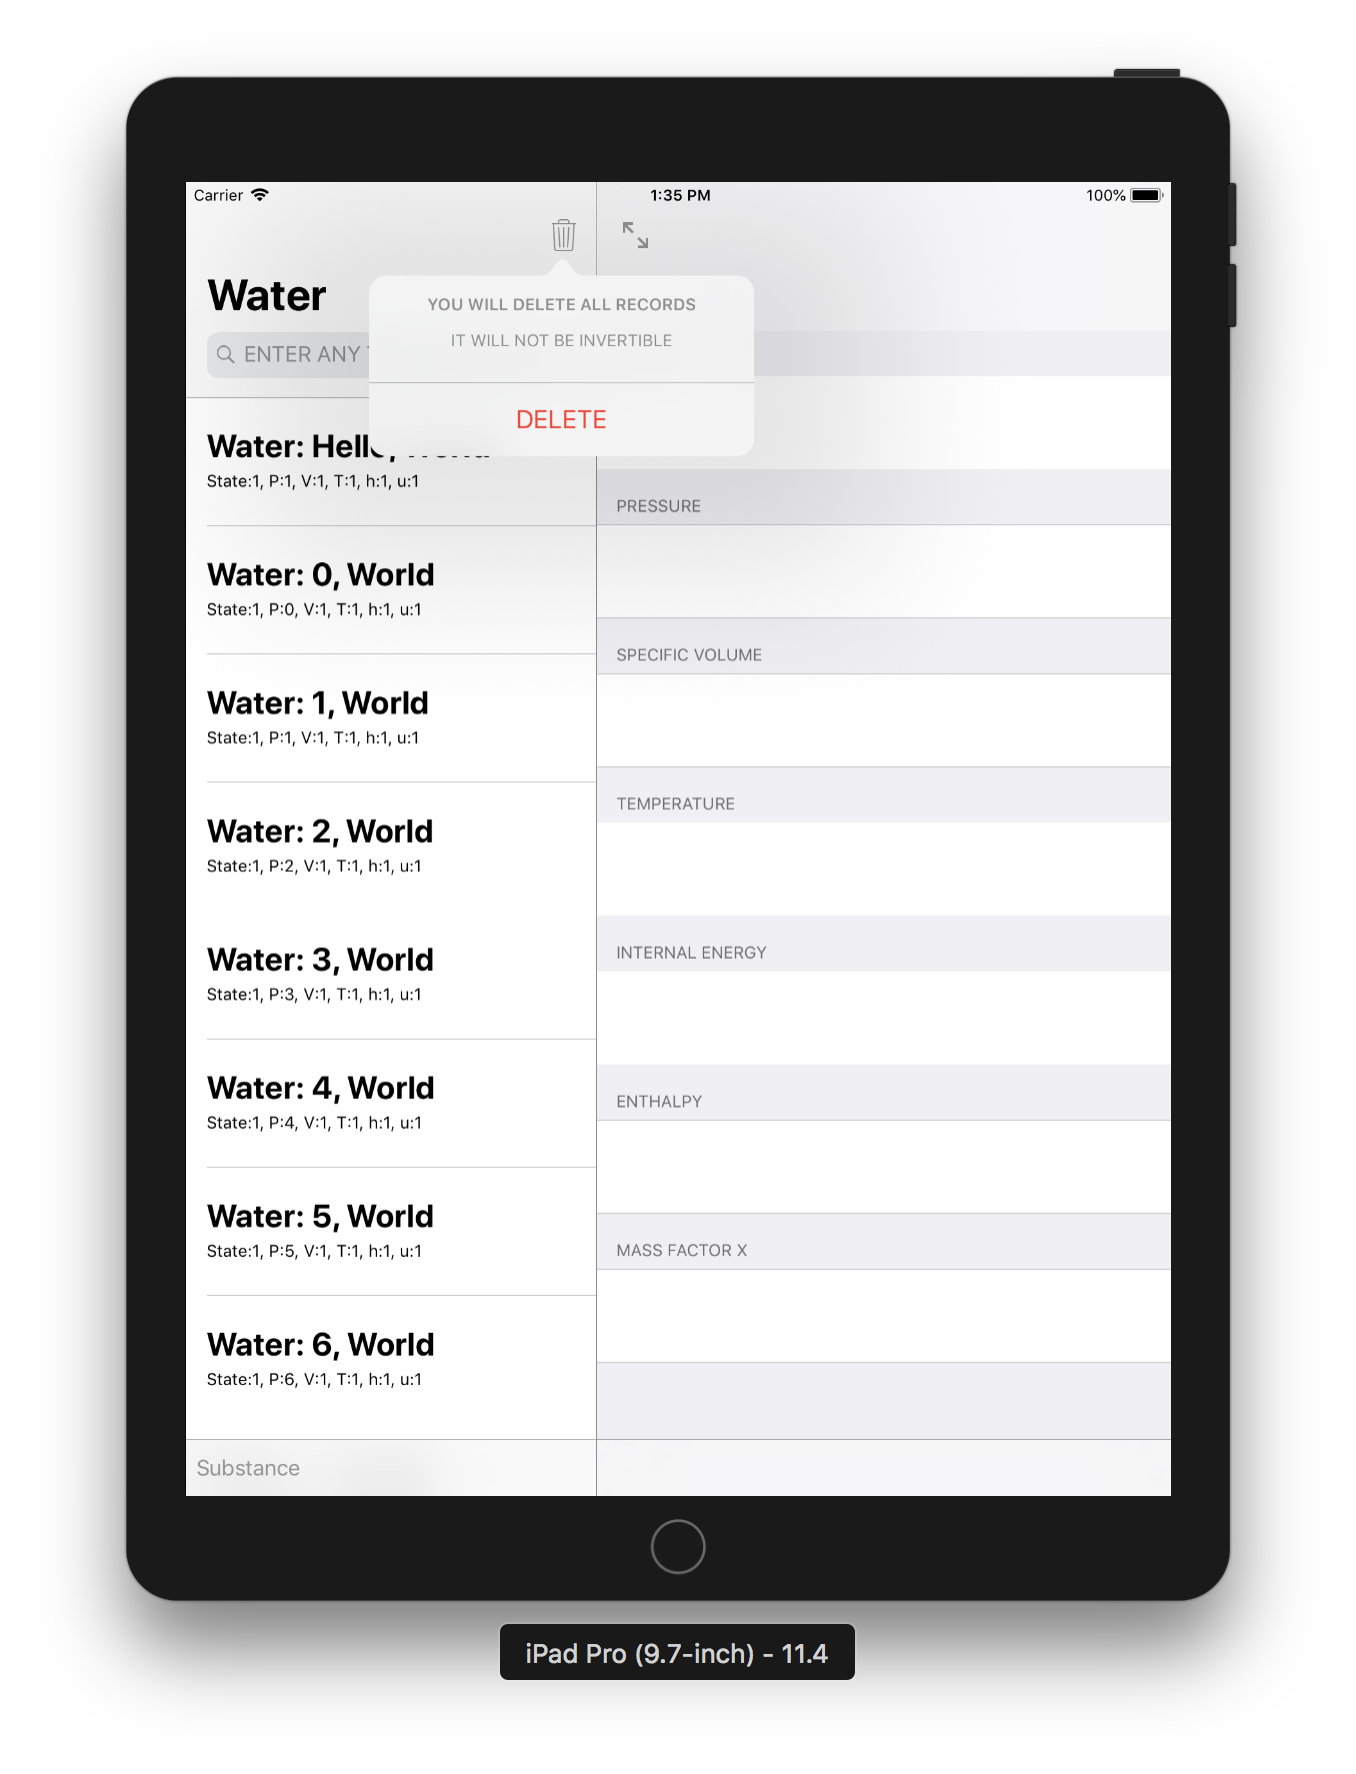 Carrier
1:35 PM
100%
Water
ENTER ANY
YOU WILL DELETE ALL RECORDS
IT WILL NOT BE INVERTIBLE
DELETE
Water: Hello, World
State:1, P:1, V:1, T:1, h:1, u:1
Water: 0, World
State:1, P:0, V:1, T:1, h:1, u:1
Water: 1, World
State:1, P:1, V:1, T:1, h:1, u:1
Water: 2, World
State:1, P:2, V:1, T:1, h:1, u:1
Water: 3, World
State:1, P:3, V:1, T:1, h:1, u:1
Water: 4, World
State:1, P:4, V:1, T:1, h:1, u:1
Water: 5, World
State:1, P:5, V:1, T:1, h:1, u:1
Water: 6, World
State:1, P:6, V:1, T:1, h:1, u:1
Substance
PRESSURE
SPECIFIC VOLUME
TEMPERATURE
INTERNAL ENERGY
ENTHALPY
MASS FACTOR X
iPad Pro (9.7-inch) - 11.4